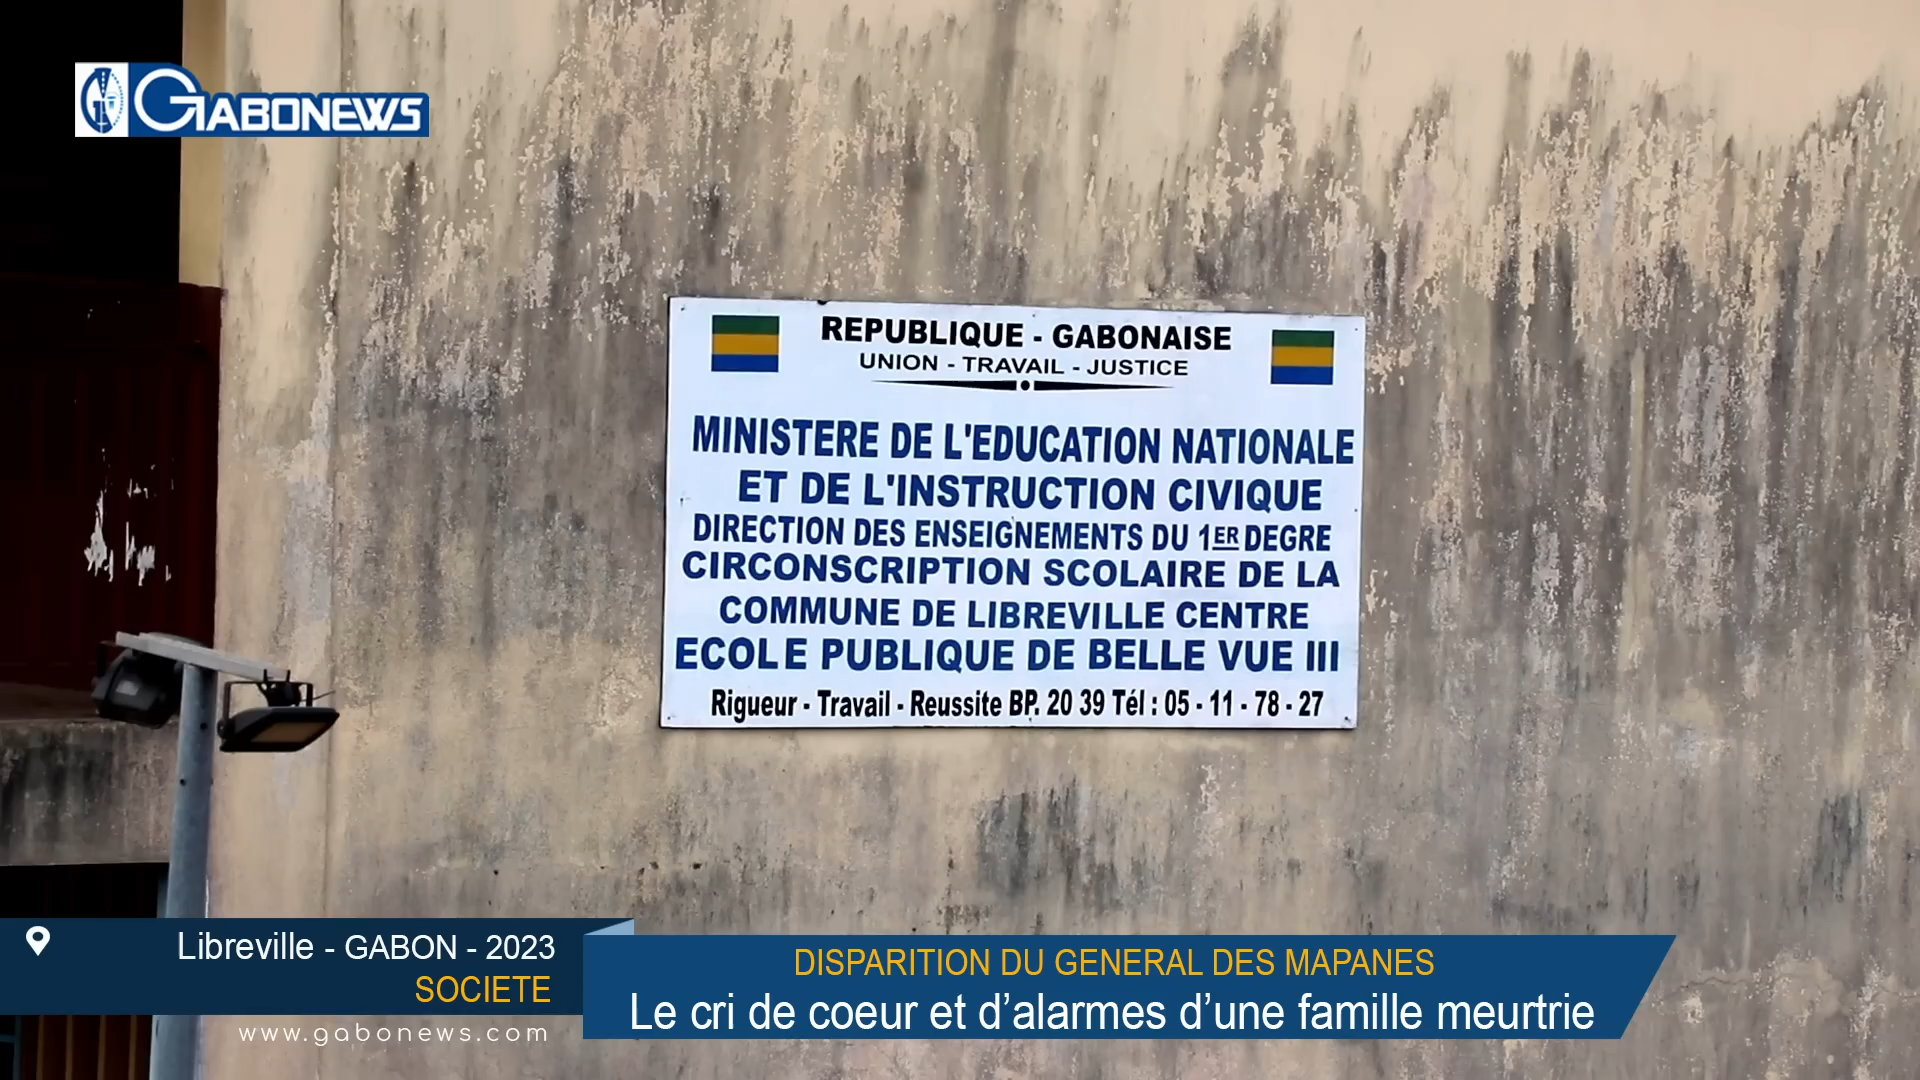 GABONEWS
REPUBLIQUE - GABONAISE
UNION - TRAVAIL - JUSTICE
MINISTERE DE L'EDUCATION NATIONALE
ET DE L'INSTRUCTION CIVIQUE
DIRECTION DES ENSEIGNEMENTS DU 1ER DEGRE
CIRCONSCRIPTION SCOLAIRE DE LA
COMMUNE DE LIBREVILLE CENTRE
ECOLE PUBLIQUE DE BELLE VUE III
Rigueur - Travail - Reussite BP. 20 39 Tél : 05 - 11 - 78 - 27
Libreville - GABON - 2023
SOCIETE
www.gabonews.com
DISPARITION DU GENERAL DES MAPANES
Le cri de coeur et d’alarmes d’une famille meurtrie